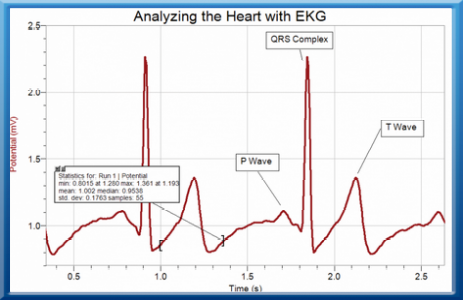 Analyzing the Heart with EKG
2.5
QRS Complex
2.0
T Wave
1.5
P Wave
Statistics for: Run 1 | Potential
min: 0.8015 at 1.280 max: 1.361 at 1.193
mean: 1.002 median: 0.9538
std. dev: 0.1763 samples: 55
1.0
Potential (mV)
0.5
1.0
1.5
2.0
2.5
Time (s)